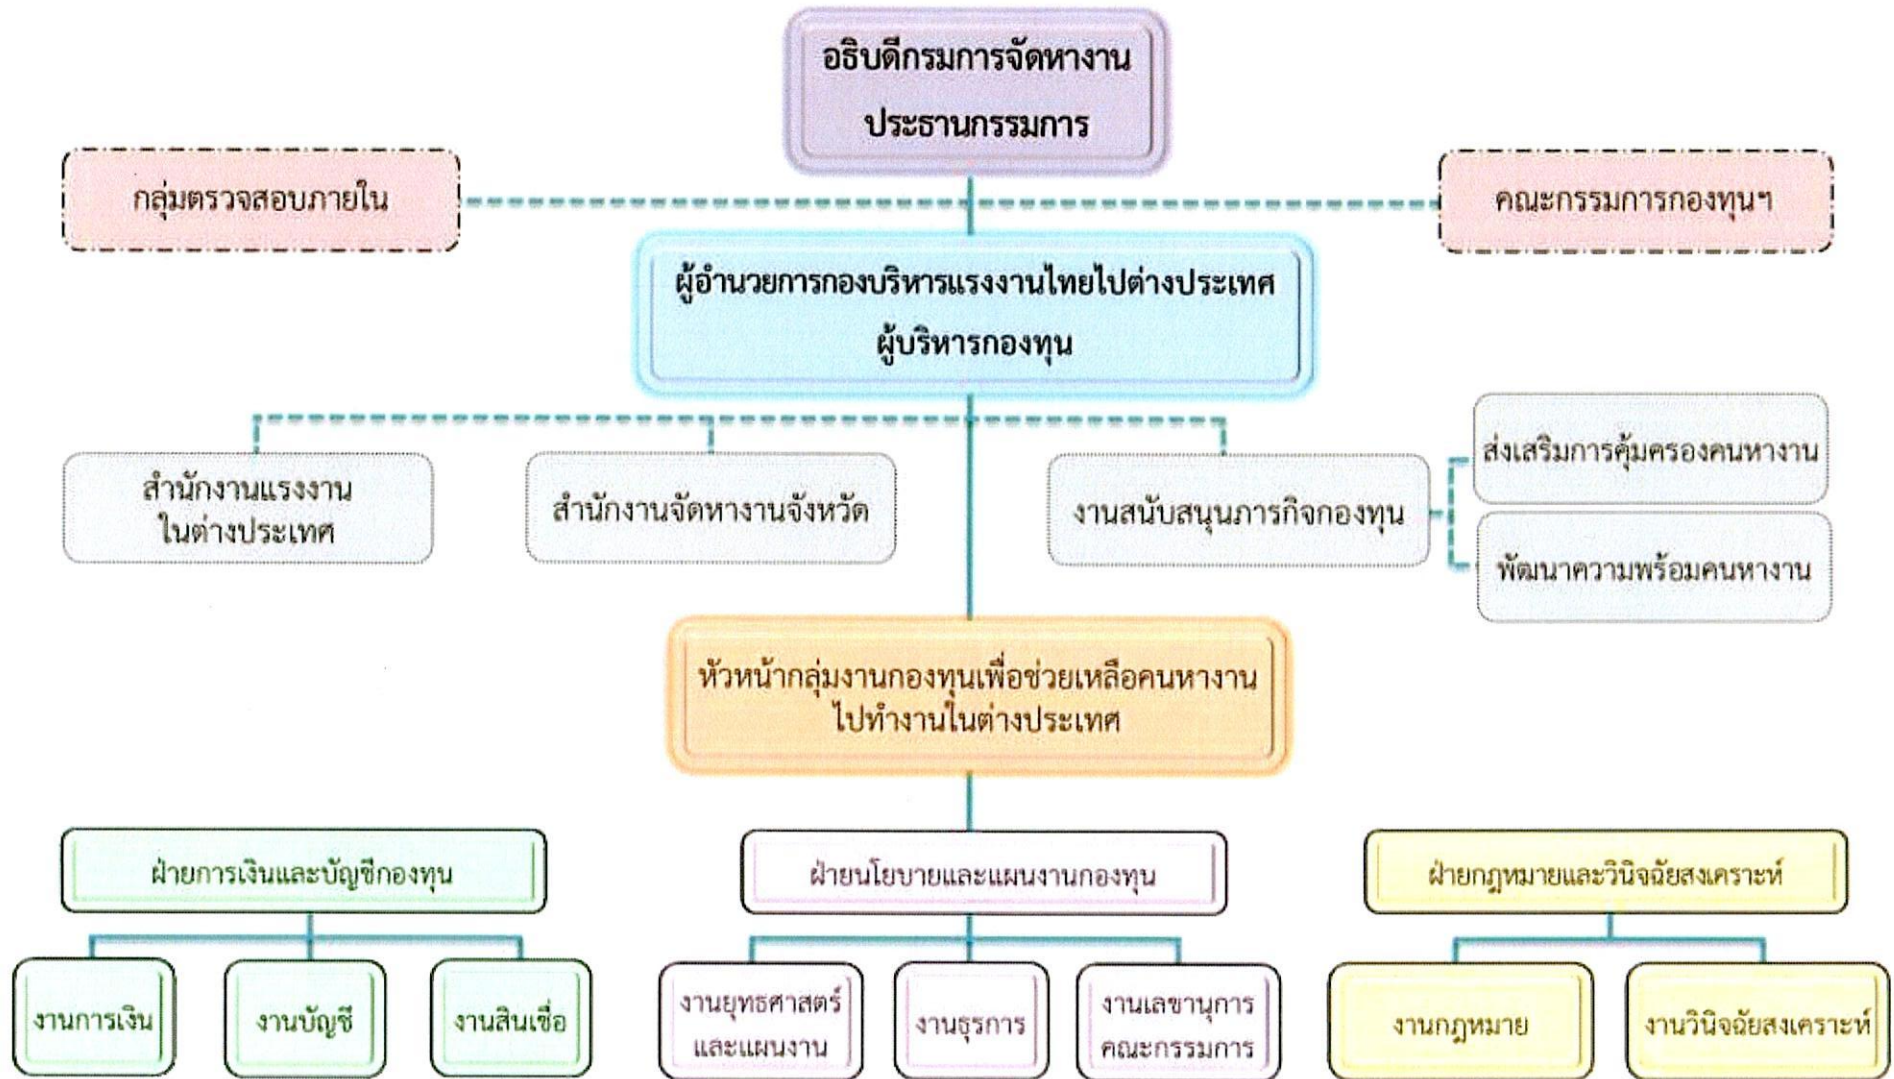 อธิบดีกรมการจัดหางาน
ประธานกรรมการ
กลุ่มตรวจสอบภายใน
คณะกรรมการกองทุนฯ
ผู้อำนวยการกองบริหารแรงงานไทยไปต่างประเทศ
ผู้บริหารกองทุน
สำนักงานแรงงาน
ในต่างประเทศ
สำนักงานจัดหางานจังหวัด
งานสนับสนุนภารกิจกองทุน
ส่งเสริมการคุ้มครองคนหางาน
พัฒนาความพร้อมคนหางาน
หัวหน้ากลุ่มงานกองทุนเพื่อช่วยเหลือคนหางาน
ไปทำงานในต่างประเทศ
ฝ่ายการเงินและบัญชีกองทุน
ฝ่ายนโยบายและแผนงานกองทุน
ฝ่ายกฎหมายและวินิจฉัยสงเคราะห์
งานการเงิน
งานบัญชี
งานสินเชื่อ
งานยุทธศาสตร์
และแผนงาน
งานธุรการ
งานเลขานุการ
คณะกรรมการ
งานกฎหมาย
งานวินิจฉัยสงเคราะห์